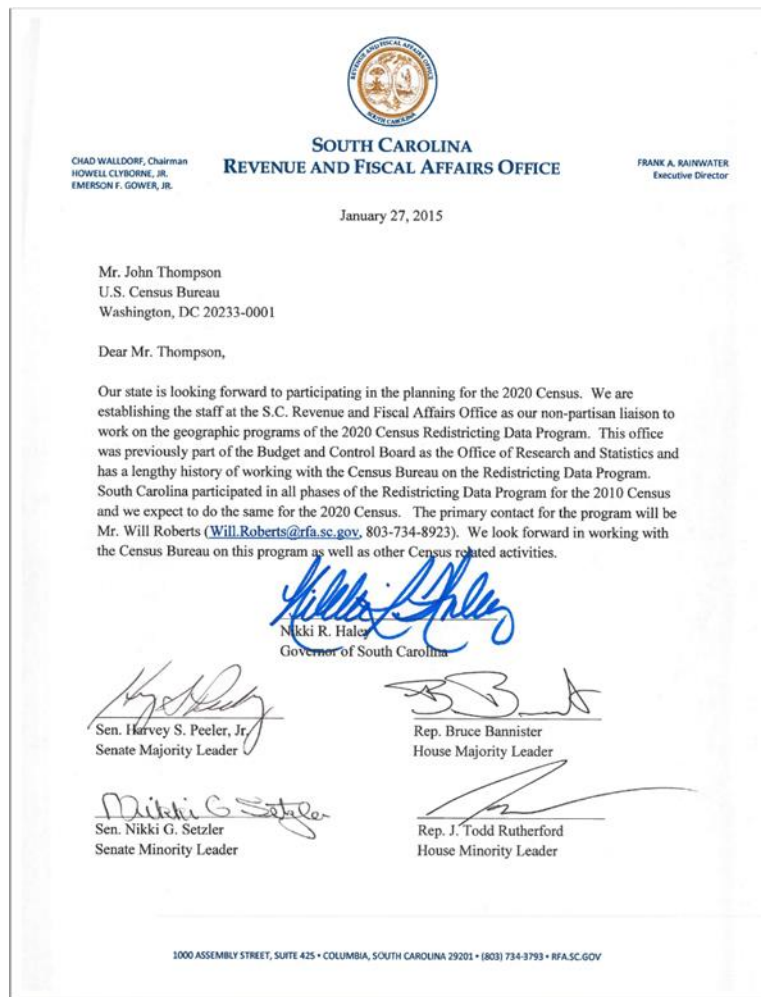 REVENUE AND FISCAL AFFAIRS OFFICE
SOUTH CAROLINA
SOUTH CAROLINA
REVENUE AND FISCAL AFFAIRS OFFICE
CHAD WALLDORF, Chairman
HOWELL CLYBORNE, JR.
EMERSON F. GOWER, JR.
FRANK A. RAINWATER
Executive Director
January 27, 2015
Mr. John Thompson
U.S. Census Bureau
Washington, DC 20233-0001
Dear Mr. Thompson,
Our state is looking forward to participating in the planning for the 2020 Census. We are
establishing the staff at the S.C. Revenue and Fiscal Affairs Office as our non-partisan liaison to
work on the geographic programs of the 2020 Census Redistricting Data Program. This office
was previously part of the Budget and Control Board as the Office of Research and Statistics and
has a lengthy history of working with the Census Bureau on the Redistricting Data Program.
South Carolina participated in all phases of the Redistricting Data Program for the 2010 Census
and we expect to do the same for the 2020 Census. The primary contact for the program will be
Mr. Will Roberts (Will.Roberts@rfa.sc.gov, 803-734-8923). We look forward in working with
the Census Bureau on this program as well as other Census related activities.
Nikki R. Haley
Governor of South Carolina
Sen. Harvey S. Peeler, Jr.
Senate Majority Leader
Rep. Bruce Bannister
House Majority Leader
Nikki G Setzler
Sen. Nikki G. Setzler
Senate Minority Leader
Rep. J. Todd Rutherford
House Minority Leader
1000 ASSEMBLY STREET, SUITE 425 • COLUMBIA, SOUTH CAROLINA 29201 • (803) 734-3793 • RFA.SC.GOV